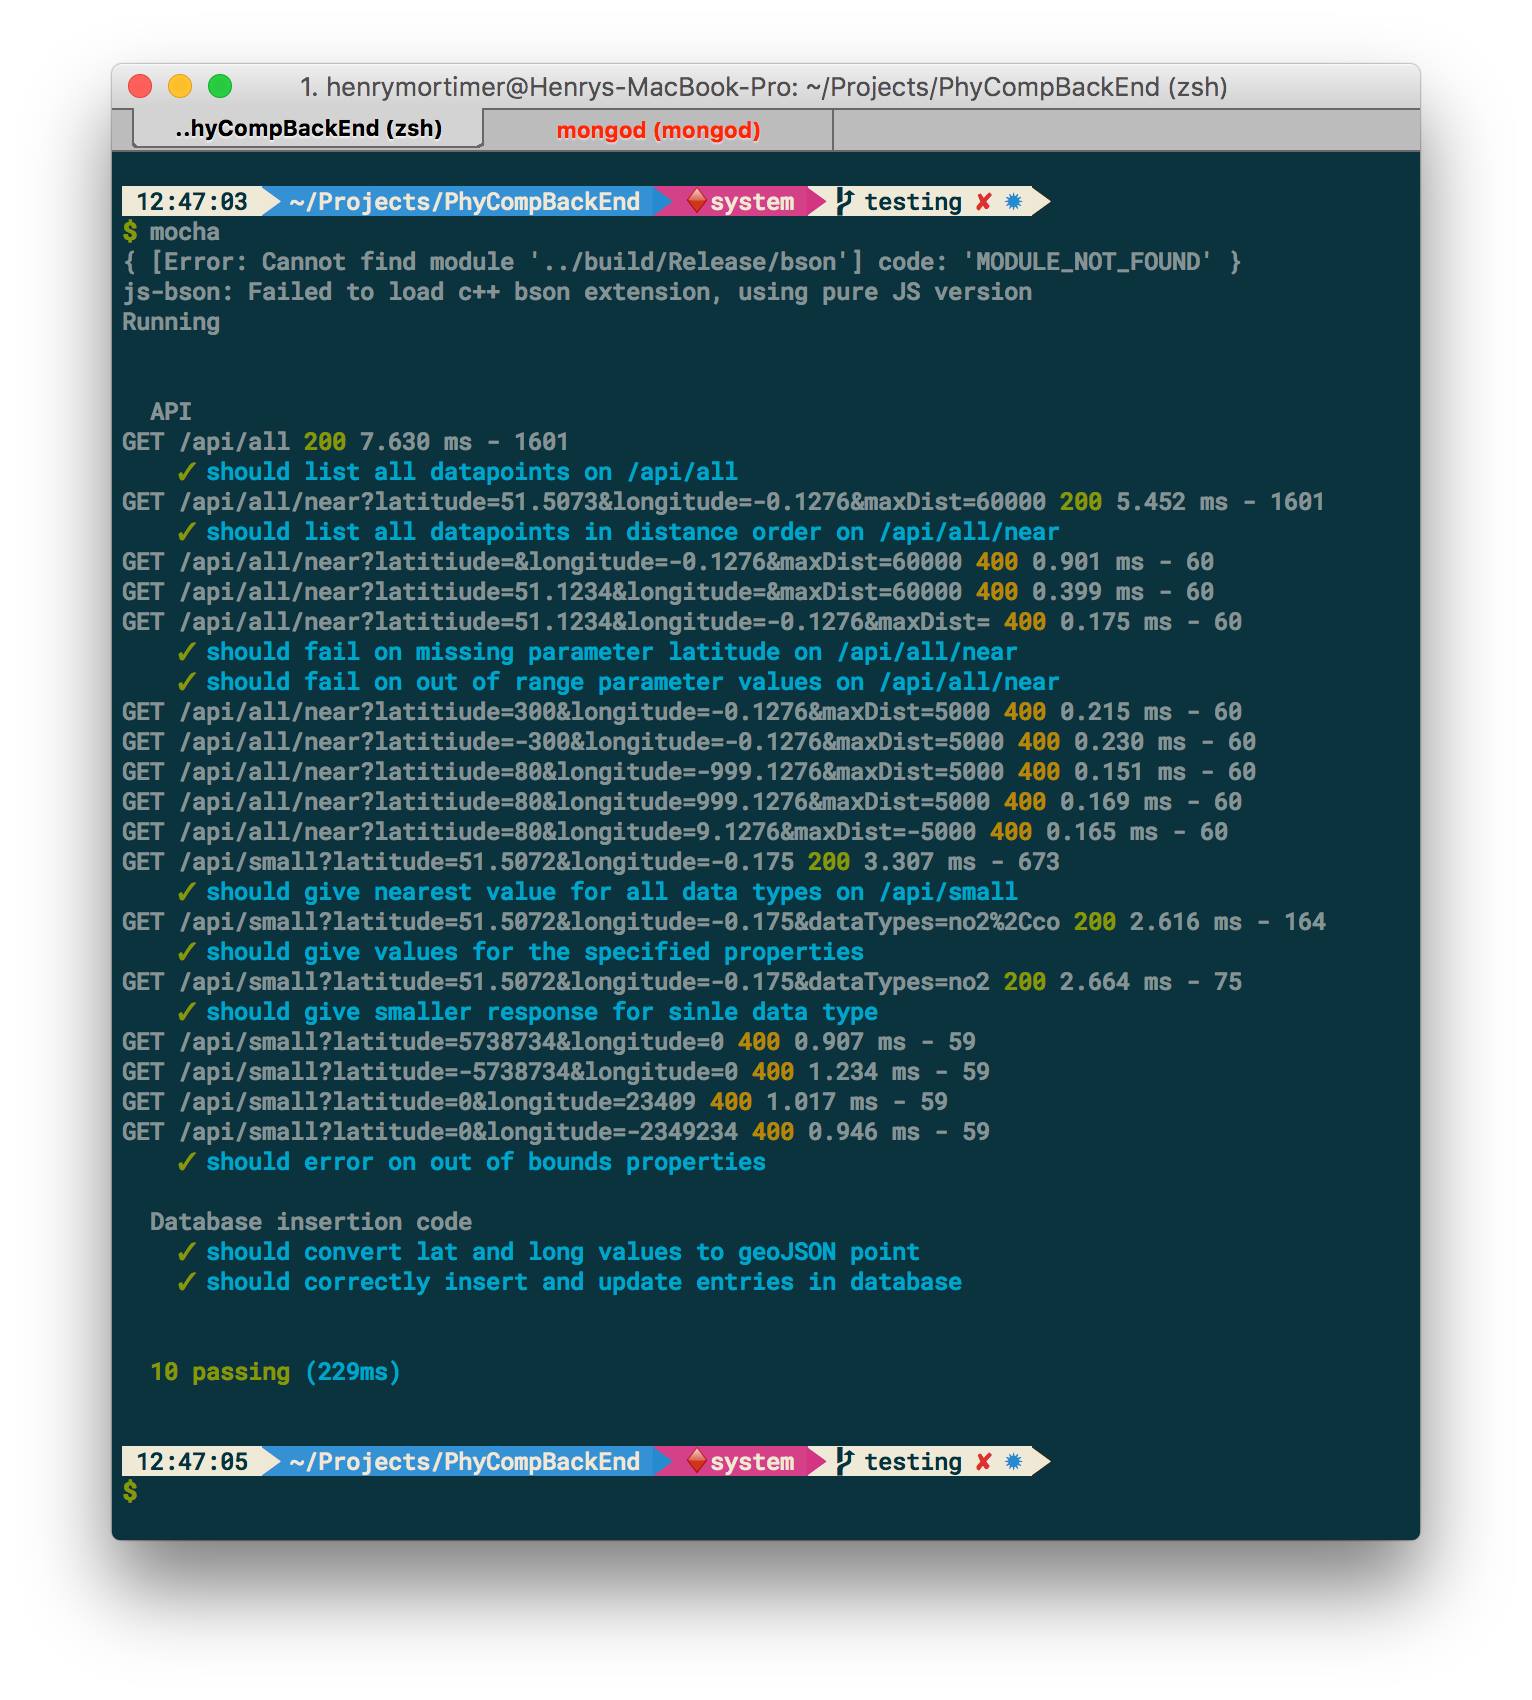 1. henrymortimer@Henrys-MacBook-Pro: ~/Projects/PhyCompBackEnd (zsh)
..hyCompBackEnd (zsh) mongod (mongod)
12:47:03 ~/Projects/PhyCompBackEnd system testing ✘ ✹
$ mocha
{ [Error: Cannot find module '../build/Release/bson'] code: 'MODULE_NOT_FOUND' }
js-bson: Failed to load c++ bson extension, using pure JS version
Running
API
GET /api/all 200 7.630 ms - 1601
✓ should list all datapoints on /api/all
GET /api/all/near?latitude=51.5073&longitude=-0.1276&maxDist=60000 200 5.452 ms - 1601
✓ should list all datapoints in distance order on /api/all/near
GET /api/all/near?latitiude=&longitude=-0.1276&maxDist=60000 400 0.901 ms - 60
GET /api/all/near?latitiude=51.1234&longitude=&maxDist=60000 400 0.399 ms - 60
GET /api/all/near?latitiude=51.1234&longitude=-0.1276&maxDist= 400 0.175 ms - 60
✓ should fail on missing parameter latitude on /api/all/near
✓ should fail on out of range parameter values on /api/all/near
GET /api/all/near?latitiude=300&longitude=-0.1276&maxDist=5000 400 0.215 ms - 60
GET /api/all/near?latitiude=-300&longitude=-0.1276&maxDist=5000 400 0.230 ms - 60
GET /api/all/near?latitiude=80&longitude=-999.1276&maxDist=5000 400 0.151 ms - 60
GET /api/all/near?latitiude=80&longitude=999.1276&maxDist=5000 400 0.169 ms - 60
GET /api/all/near?latitiude=80&longitude=9.1276&maxDist=-5000 400 0.165 ms - 60
GET /api/small?latitude=51.5072&longitude=-0.175 200 3.307 ms - 673
✓ should give nearest value for all data types on /api/small
GET /api/small?latitude=51.5072&longitude=-0.175&dataTypes=no2%2Cco 200 2.616 ms - 164
✓ should give values for the specified properties
GET /api/small?latitude=51.5072&longitude=-0.175&dataTypes=no2 200 2.664 ms - 75
✓ should give smaller response for sinle data type
GET /api/small?latitude=5738734&longitude=0 400 0.907 ms - 59
GET /api/small?latitude=-5738734&longitude=0 400 1.234 ms - 59
GET /api/small?latitude=0&longitude=23409 400 1.017 ms - 59
GET /api/small?latitude=0&longitude=-2349234 400 0.946 ms - 59
✓ should error on out of bounds properties
Database insertion code
✓ should convert lat and long values to geoJSON point
✓ should correctly insert and update entries in database
10 passing (229ms)
12:47:05 ~/Projects/PhyCompBackEnd system testing ✘ ✹
$